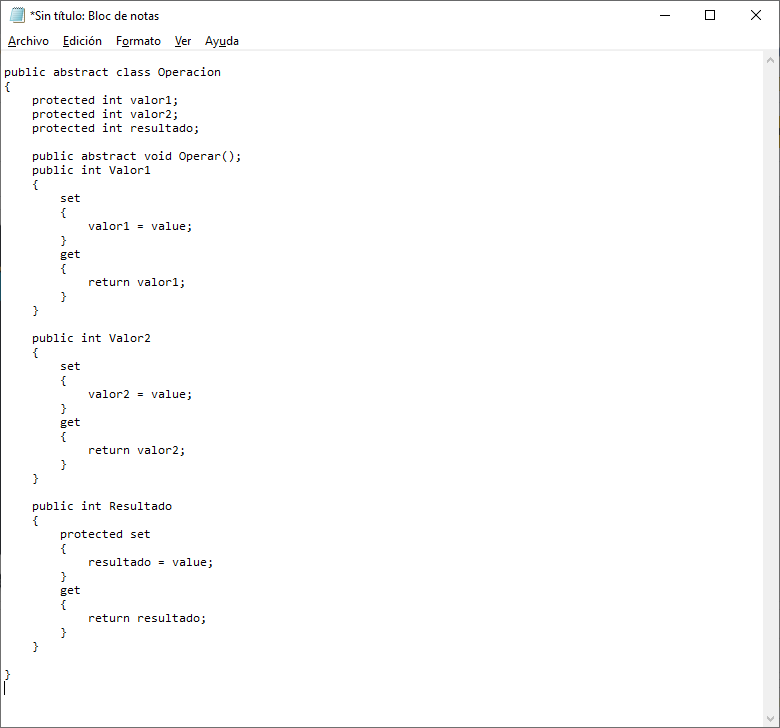 *Sin título: Bloc de notas
Archivo Edición Formato Ver Ayuda
public abstract class Operacion
{
    protected int valor1;
    protected int valor2;
    protected int resultado;

    public abstract void Operar();
    public int Valor1
    {
        set
        {
            valor1 = value;
        }
        get
        {
            return valor1;
        }
    }

    public int Valor2
    {
        set
        {
            valor2 = value;
        }
        get
        {
            return valor2;
        }
    }

    public int Resultado
    {
        protected set
        {
            resultado = value;
        }
        get
        {
            return resultado;
        }
    }

}